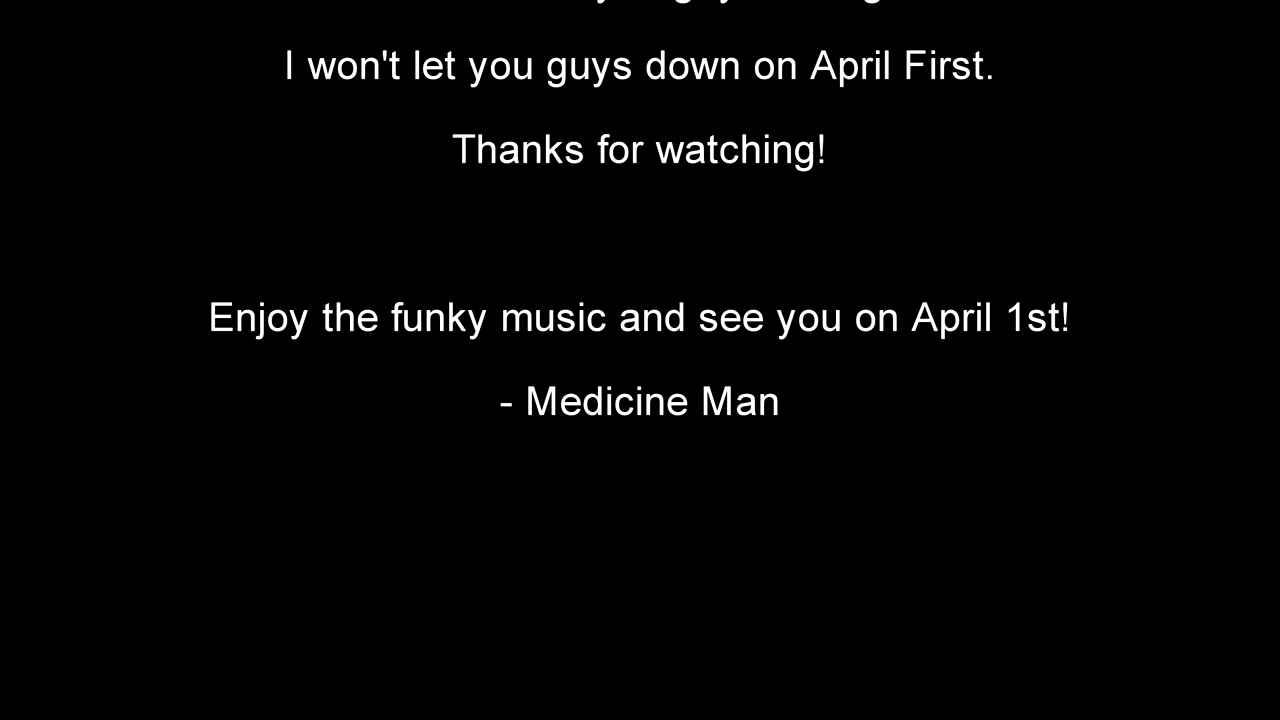 I won't let you guys down on April First.
Thanks for watching!
Enjoy the funky music and see you on April 1st!
- Medicine Man